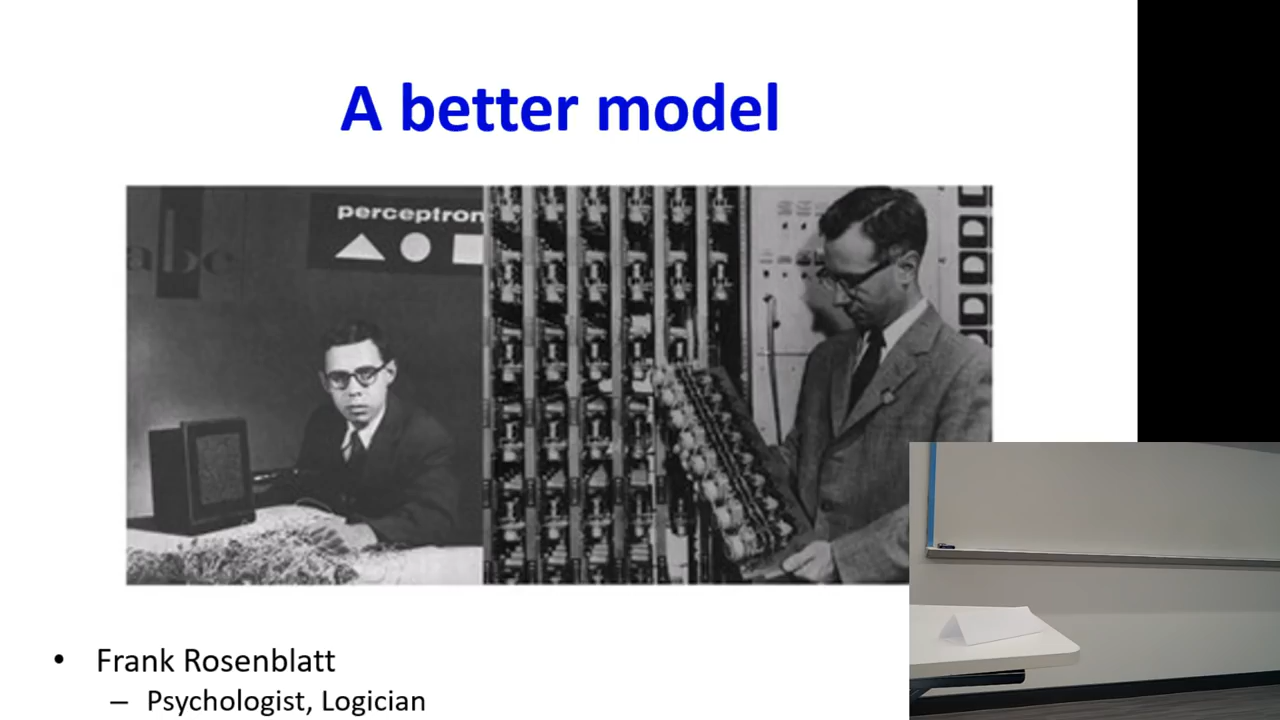 A better model
perceptron
abc
• Frank Rosenblatt
– Psychologist, Logician